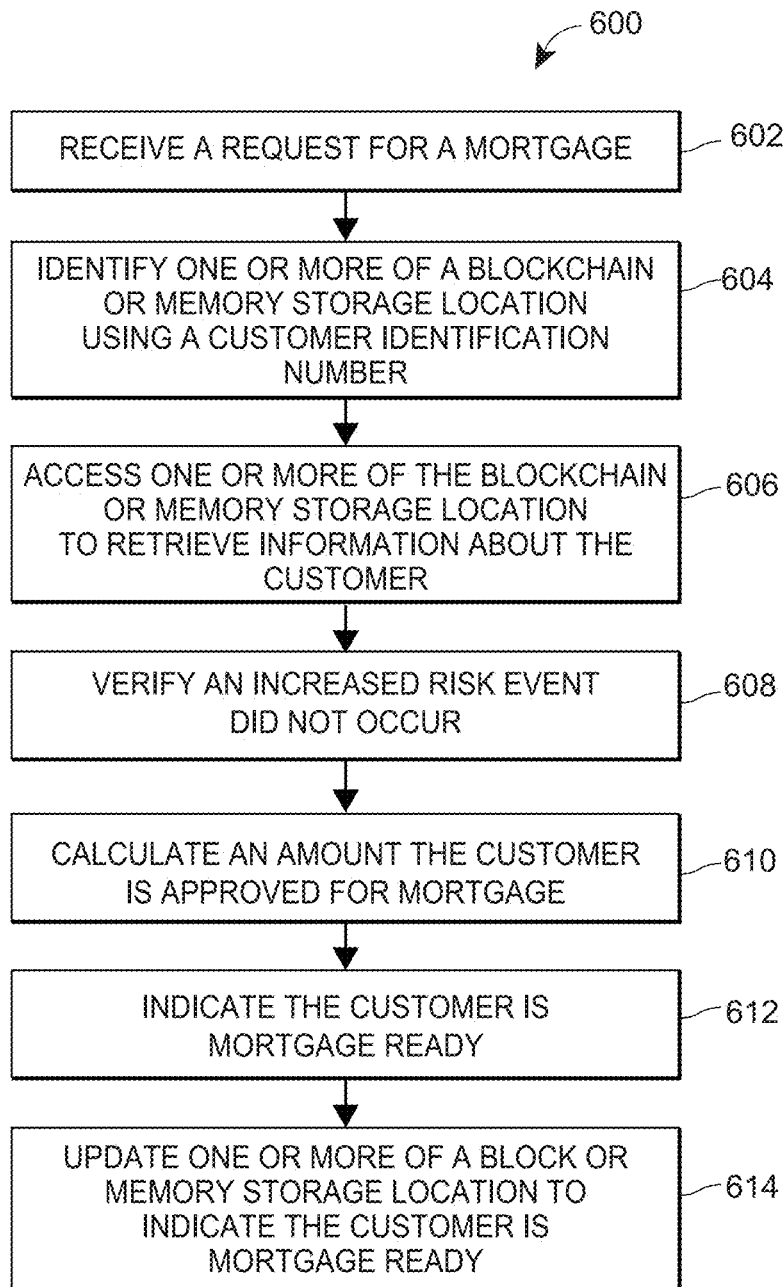 600
RECEIVE A REQUEST FOR A MORTGAGE
602
IDENTIFY ONE OR MORE OF A BLOCKCHAIN
OR MEMORY STORAGE LOCATION
USING A CUSTOMER IDENTIFICATION
NUMBER
604
ACCESS ONE OR MORE OF THE BLOCKCHAIN
OR MEMORY STORAGE LOCATION
TO RETRIEVE INFORMATION ABOUT THE
CUSTOMER
606
VERIFY AN INCREASED RISK EVENT
DID NOT OCCUR
608
CALCULATE AN AMOUNT THE CUSTOMER
IS APPROVED FOR MORTGAGE
610
INDICATE THE CUSTOMER IS
MORTGAGE READY
612
UPDATE ONE OR MORE OF A BLOCK OR
MEMORY STORAGE LOCATION TO
INDICATE THE CUSTOMER IS
MORTGAGE READY
614